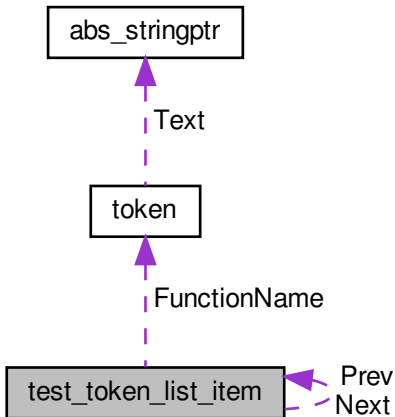 abs_stringptr
Text
token
FunctionName
Prev
test_token_list_item
Next